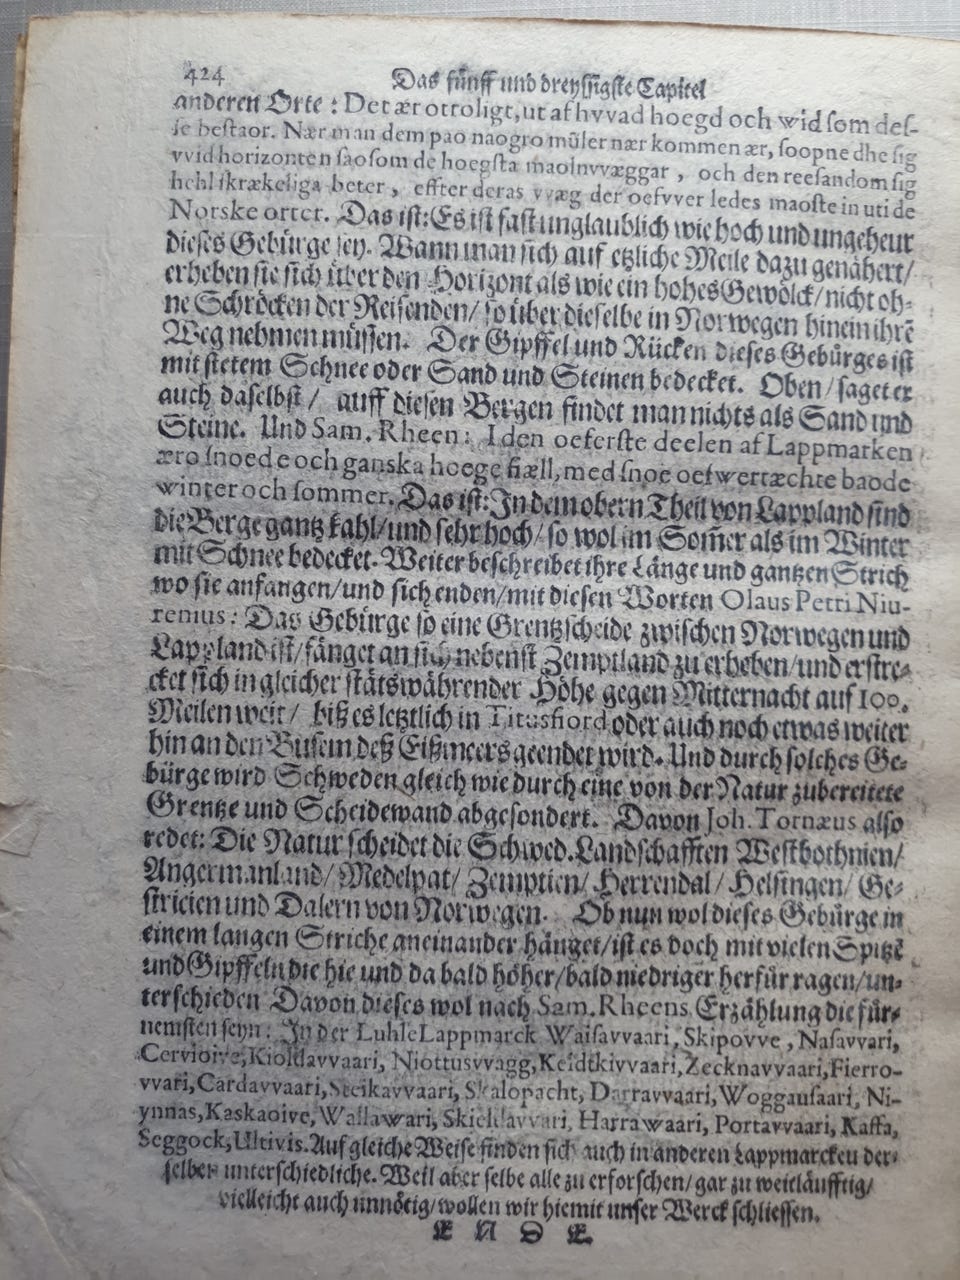 424
Das fünff und dreyssigste Capitel
anderen Orte: Det ær otroligt, ut af hvvad hoegd och wid som des-
se bestaor. Nær man dem pao naogro müler nær kommen ær, soopne dhe sig
vvid horizonten saosom de hoegsta maolnvvæggar, och den reesandom sig
hehl skrækeliga beter, effter deras vvæg der oefvver ledes maoste in uti de
Norske orter. Das ist: Es ist fast unglaublich wie hoch und ungeheur
dieses Gebürge sey. Wann man sich auf etzliche Meile dazu genähert/
erheben sie sich über den Horizont als wie ein hohes Gewölck/ nicht oh-
ne Schröcken der Reisenden/ so über dieselbe in Norwegen hinein ihrē
Weg nehmen müssen. Der Gipffel und Rücken dieses Gebürges ist
mit stetem Schnee oder Sand und Steinen bedecket. Oben/ saget er
auch daselbst/ auff diesen Bergen findet man nichts als Sand und
Steine. Und Sam. Rheen: I den oeferste deelen af Lappmarken
æro snoede och ganska hoege fiæll, med snoe oefwertæchte baode
winter och sommer. Das ist: In dem obern Theil von Lappland sind
die Berge gantz kahl/ und sehr hoch/ so wol im Som̄er als im Winter
mit Schnee bedecket. Weiter beschreibet ihre Länge und gantzen Strich
wo sie anfangen/ und sich enden/ mit diesen Worten Olaus Petri Niu-
renius: Das Gebürge so eine Grentzscheide zwischen Norwegen und
Lappland ist/ fänget an sich nebenst Zemptland zu erheben/ und erstre-
cket sich in gleicher stätswährender Höhe gegen Mitternacht auf 100.
Meilen weit/ biß es letztlich in Titusfiord oder auch noch etwas weiter
hin an den Busem deß Eißmeers geendet wird. Und durch solches Ge-
bürge wird Schweden gleich wie durch eine von der Natur zubereitete
Grentze und Scheidewand abgesondert. Davon Joh. Tornæus also
redet: Die Natur scheidet die Schwed. Landschafften Westbothnien/
Angermanland/ Medelpat/ Zemptien/ Herrendal/ Helsingen/ Ge-
stricien und Dalern von Norwegen. Ob nun wol dieses Gebürge in
einem langen Striche aneinander hänget/ ist es doch mit vielen Spitzē
und Gipffeln die hie und da bald höher/ bald niedriger herfür ragen/ un-
terschieden Davon dieses wol nach Sam. Rheens Erzählung die für-
nemsten seyn: In der Luhle Lappmarck Waisavvaari, Skipovve, Nasavvari,
Cervioive, Kioldavvaari, Niottusvvagg, Keidtkivvaari, Zecknavvaari, Fierro-
vvari, Cardavvaari, Steikavvaari, Skalopacht, Darravvaari, Woggausaari, Ni-
ynnas, Kaskaoive, Wallawari, Skieldavvari, Harrawaari, Portavvaari, Kaffa,
Seggock, Ultivis. Auf gleiche Weise finden sich auch in anderen Lappmarcken der-
selben unterschiedliche. Weil aber selbe alle zu erforschen/ gar zu weitläufftig/
vielleicht auch unnötig/ wollen wir hiemit unser Werck schliessen.
ENDE